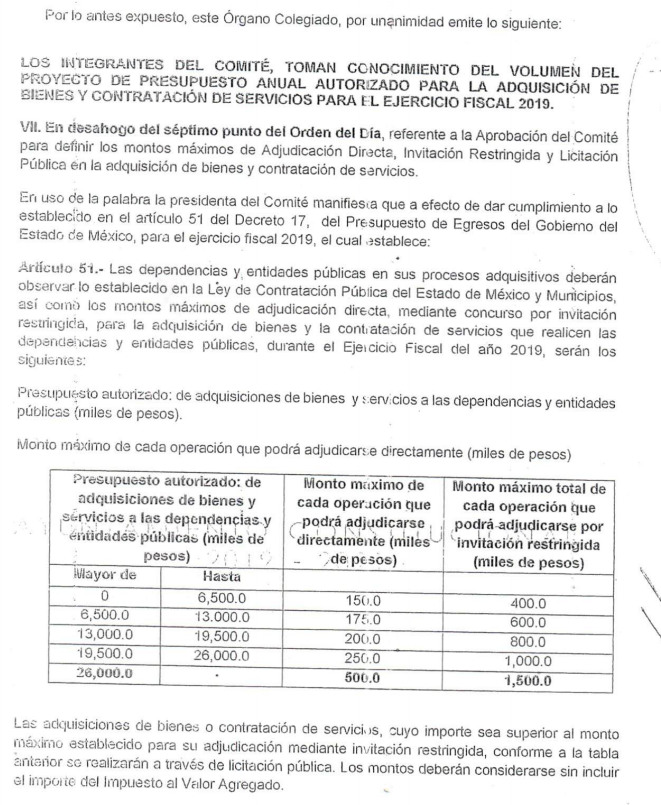 Por lo antes expuesto, este Órgano Colegiado, por unanimidad emite lo siguiente:
LOS INTEGRANTES DEL COMITÉ, TOMAN CONOCIMIENTO DEL VOLUMEN DEL
PROYECTO DE PRESUPUESTO ANUAL AUTORIZADO PARA LA ADQUISICIÓN DE
BIENES Y CONTRATACIÓN DE SERVICIOS PARA EL EJERCICIO FISCAL 2019.
VII. En desahogo del séptimo punto del Orden del Día, referente a la Aprobación del Comité
para definir los montos máximos de Adjudicación Directa, Invitación Restringida y Licitación
Pública en la adquisición de bienes y contratación de servicios.
En uso de la palabra la presidenta del Comité manifiesta que a efecto de dar cumplimiento a lo
establecido en el artículo 51 del Decreto 17, del Presupuesto de Egresos del Gobierno del
Estado de México, para el ejercicio fiscal 2019, el cual establece:
Artículo 51.- Las dependencias y entidades públicas en sus procesos adquisitivos deberán
observar lo establecido en la Ley de Contratación Pública del Estado de México y Municipios,
así como los montos máximos de adjudicación directa, mediante concurso por invitación
restringida, para la adquisición de bienes y la contratación de servicios que realicen las
dependencias y entidades públicas, durante el Ejercicio Fiscal del año 2019, serán los
siguientes:
Presupuesto autorizado: de adquisiciones de bienes y servicios a las dependencias y entidades
públicas (miles de pesos).
Monto máximo de cada operación que podrá adjudicarse directamente (miles de pesos)
Presupuesto autorizado: de adquisiciones de bienes y servicios a las dependencias y entidades públicas (miles de pesos) Monto máximo de cada operación que podrá adjudicarse directamente (miles de pesos) Monto máximo total de cada operación que podrá adjudicarse por invitación restringida (miles de pesos)
Mayor de Hasta
0 6,500.0 150.0 400.0
6,500.0 13.000.0 175.0 600.0
13,000.0 19,500.0 200.0 800.0
19,500.0 26,000.0 250.0 1,000.0
26,000.0 - 500.0 1,500.0
Las adquisiciones de bienes o contratación de servicios, cuyo importe sea superior al monto
máximo establecido para su adjudicación mediante invitación restringida, conforme a la tabla
anterior se realizarán a través de licitación pública. Los montos deberán considerarse sin incluir
el importe del Impuesto al Valor Agregado.